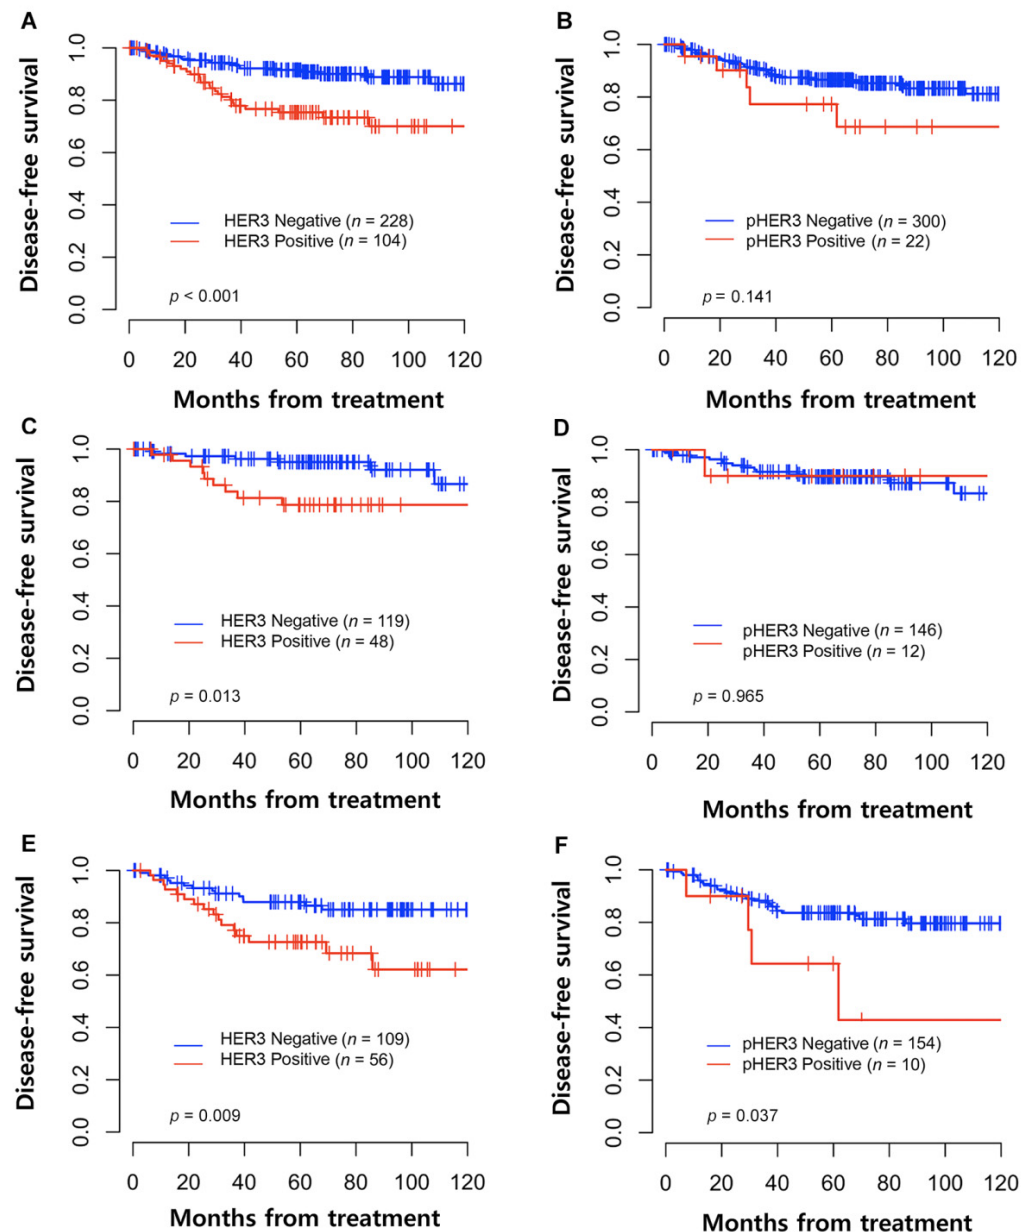 A
Disease-free survival
1.0
0.8
0.6
0.4
0.2
0.0
HER3 Negative (n = 228)
HER3 Positive (n = 104)
p < 0.001
0 20 40 60 80 100 120
Months from treatment
B
Disease-free survival
1.0
0.8
0.6
0.4
0.2
0.0
pHER3 Negative (n = 300)
pHER3 Positive (n = 22)
p = 0.141
0 20 40 60 80 100 120
Months from treatment
C
Disease-free survival
1.0
0.8
0.6
0.4
0.2
0.0
HER3 Negative (n = 119)
HER3 Positive (n = 48)
p = 0.013
0 20 40 60 80 100 120
Months from treatment
D
Disease-free survival
1.0
0.8
0.6
0.4
0.2
0.0
pHER3 Negative (n = 146)
pHER3 Positive (n = 12)
p = 0.965
0 20 40 60 80 100 120
Months from treatment
E
Disease-free survival
1.0
0.8
0.6
0.4
0.2
0.0
HER3 Negative (n = 109)
HER3 Positive (n = 56)
p = 0.009
0 20 40 60 80 100 120
Months from treatment
F
Disease-free survival
1.0
0.8
0.6
0.4
0.2
0.0
pHER3 Negative (n = 154)
pHER3 Positive (n = 10)
p = 0.037
0 20 40 60 80 100 120
Months from treatment